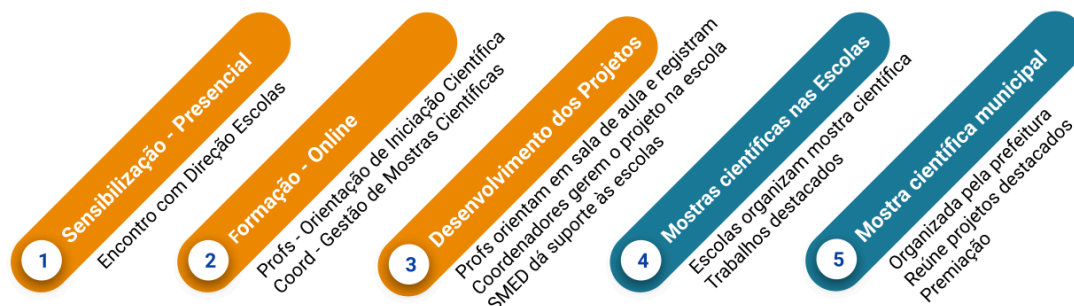 1
Sensibilização - Presencial
Encontro com Direção Escolas
2
Formação - Online
Profs - Orientação de Iniciação Científica
Coord - Gestão de Mostras Científicas
3
Desenvolvimento dos Projetos
Profs orientam em sala de aula e registram
Coordenadores gerem o projeto na escola
SMED dá suporte às escolas
4
Mostras científicas nas Escolas
Escolas organizam mostra científica
Trabalhos destacados
5
Mostra científica municipal
Organizada pela prefeitura
Reúne projetos destacados
Premiação